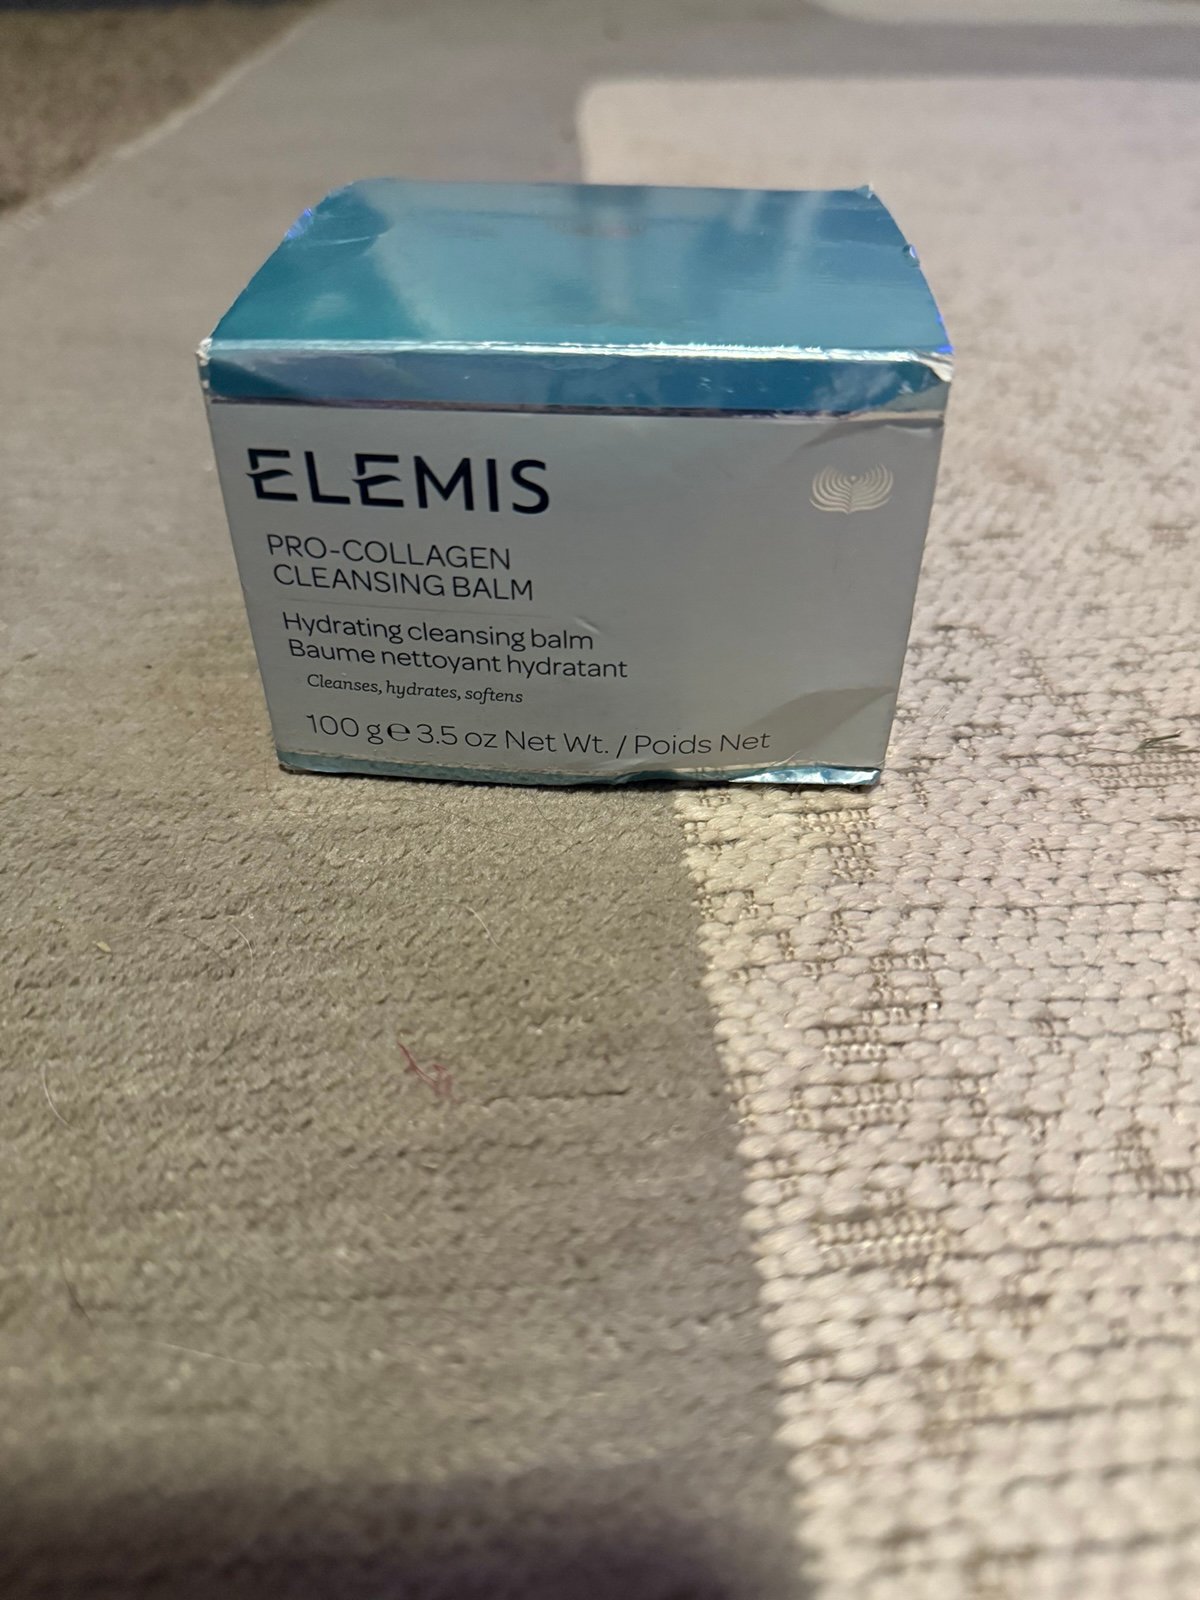 ELEMIS
PRO-COLLAGEN
CLEANSING BALM
Hydrating cleansing balm
Baume nettoyant hydratant
Cleanses, hydrates, softens
100 g℮ 3.5 oz Net Wt. / Poids Net